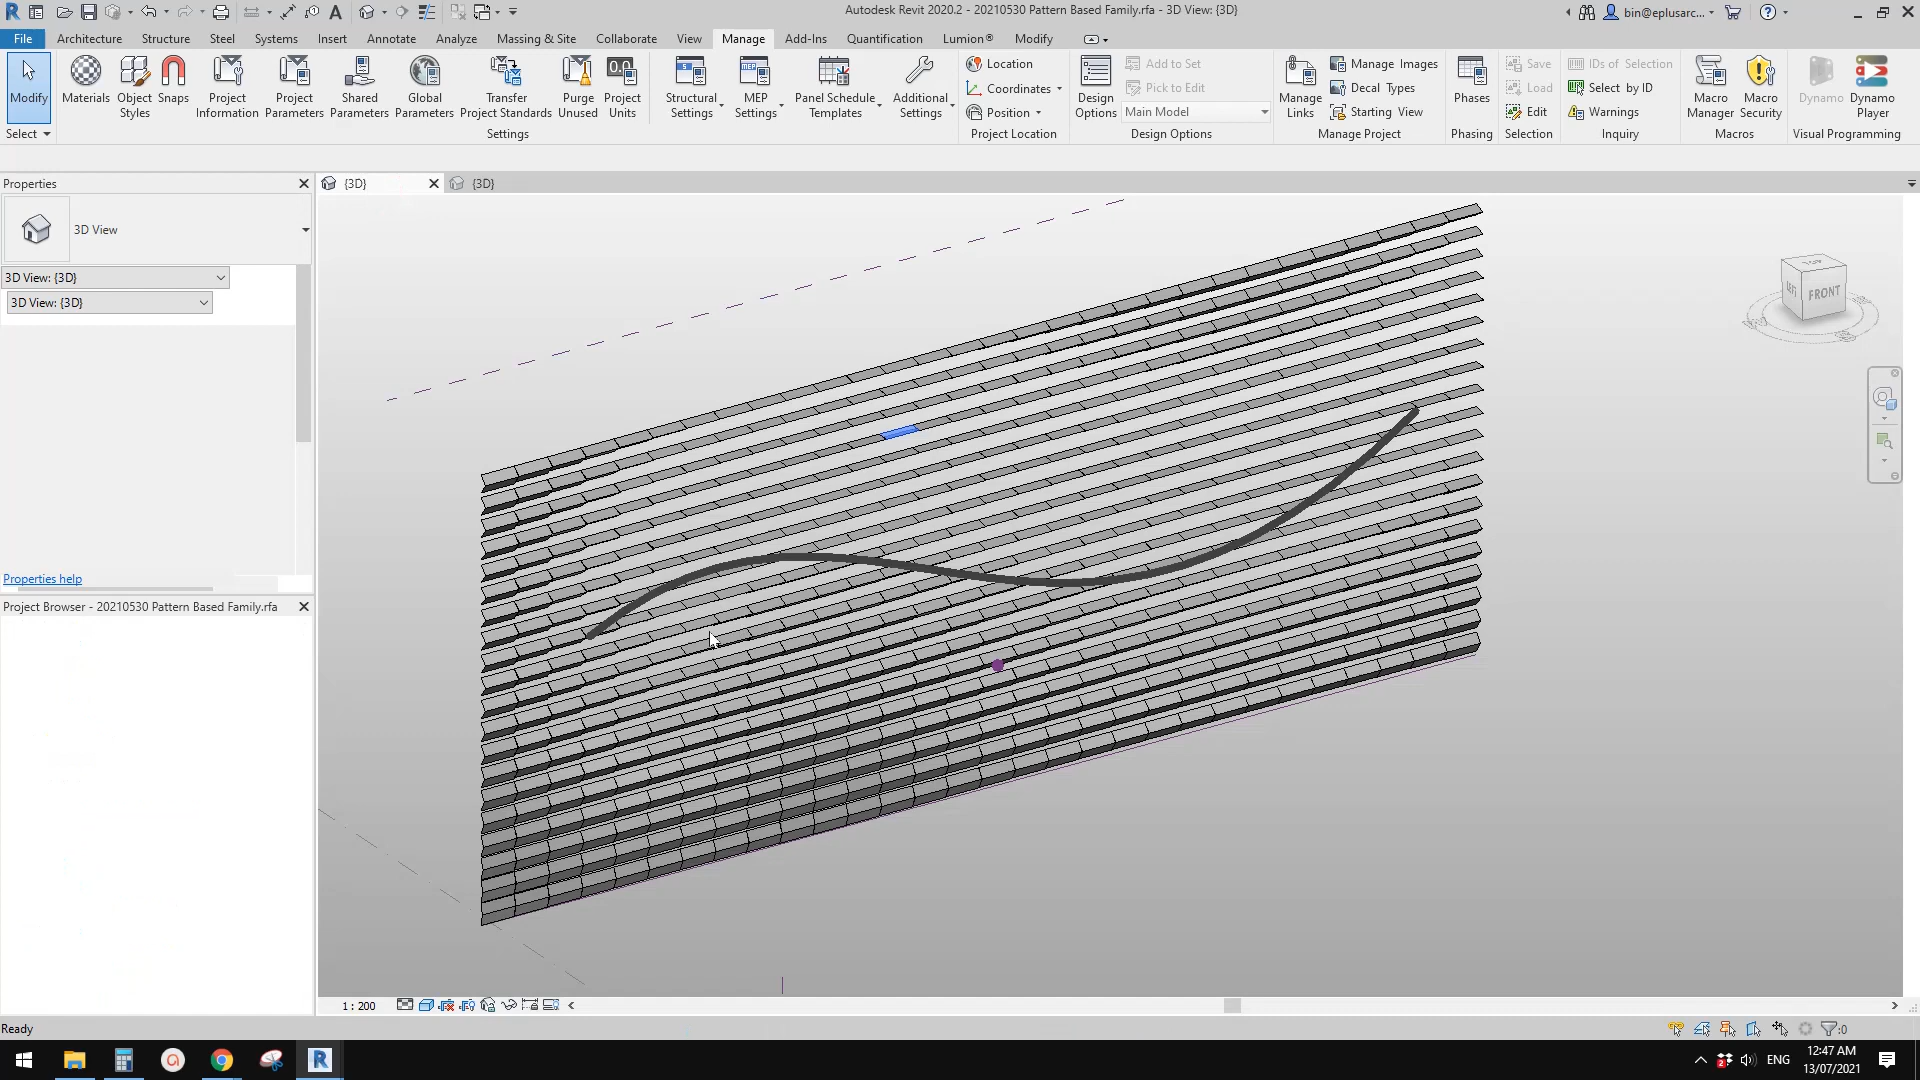 Autodesk Revit 2020.2 - 20210530 Pattern Based Family.rfa - 3D View: {3D}
bin@eplusarc...
File Architecture Structure Steel Systems Insert Annotate Analyze Massing & Site Collaborate View Manage Add-Ins Quantification Lumion® Modify
Modify
Select
Materials
Object Styles
Snaps
Project Information
Project Parameters
Shared Parameters
Global Parameters
Transfer Project Standards
Purge Unused
Project Units
Settings
Structural Settings
MEP Settings
Panel Schedule Templates
Additional Settings
Location
Coordinates
Position
Project Location
Design Options
Add to Set
Pick to Edit
Main Model
Design Options
Manage Links
Manage Images
Decal Types
Starting View
Manage Project
Phases
Phasing
Save
Load
Edit
Selection
IDs of Selection
Select by ID
Warnings
Inquiry
Macro Manager
Macro Security
Macros
Dynamo
Dynamo Player
Visual Programming
Properties
{3D}
{3D}
3D View
3D View: {3D}
3D View: {3D}
Properties help
Project Browser - 20210530 Pattern Based Family.rfa
TOP
LEFT
FRONT
1 : 200
Ready
:0
ENG
12:47 AM
13/07/2021